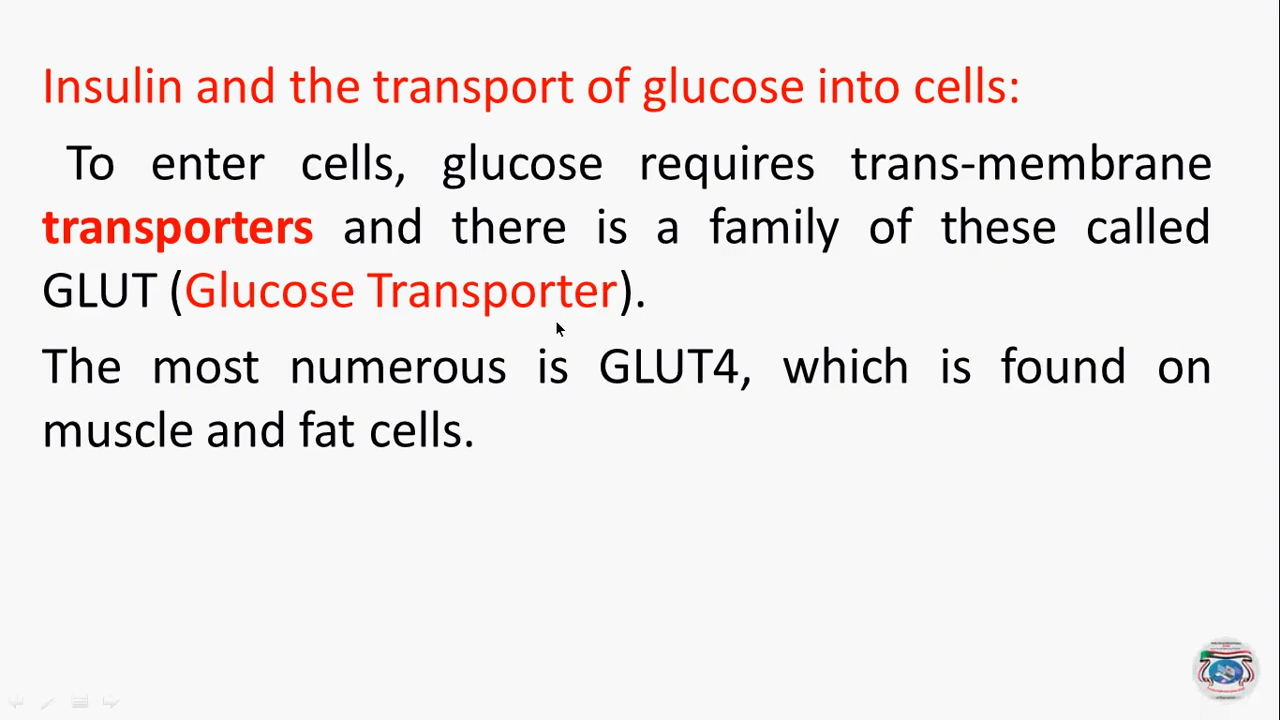 Insulin and the transport of glucose into cells:
To enter cells, glucose requires trans-membrane
transporters and there is a family of these called
GLUT (Glucose Transporter).
The most numerous is GLUT4, which is found on
muscle and fat cells.